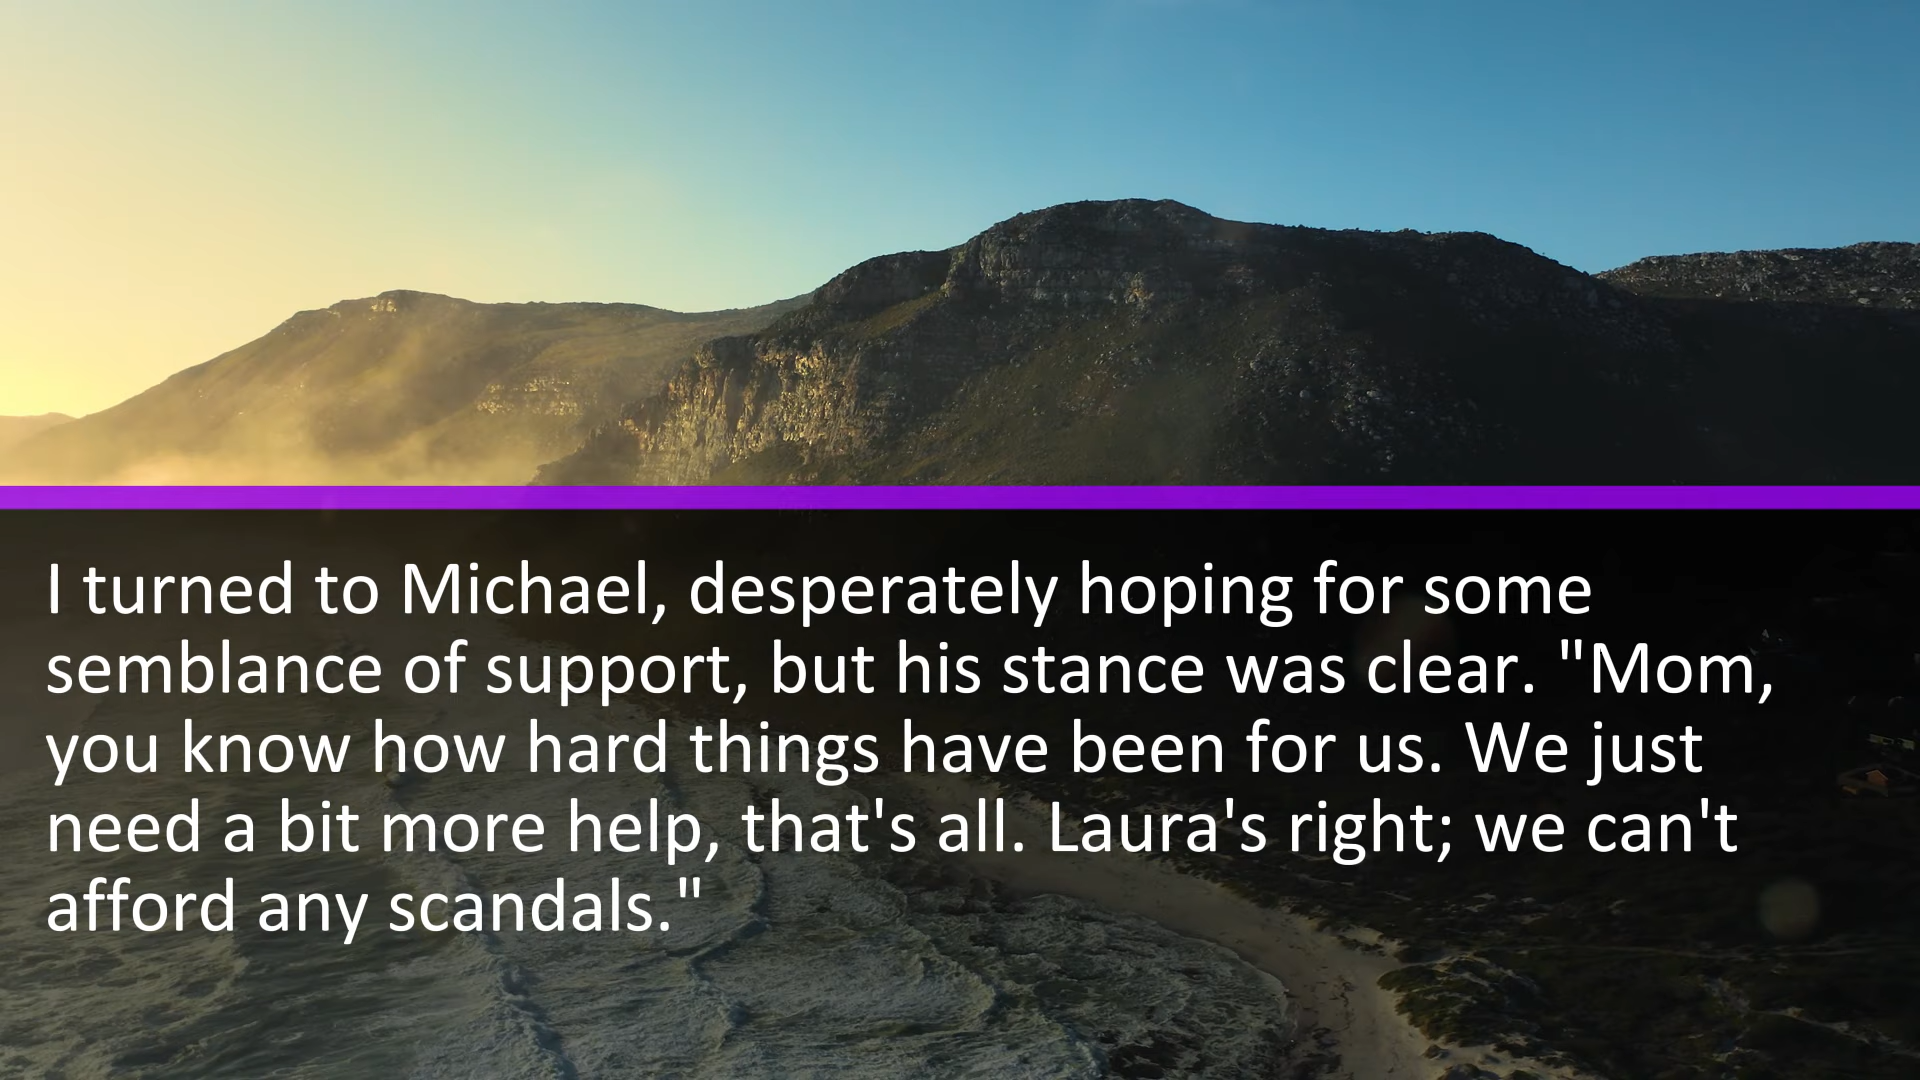 I turned to Michael, desperately hoping for some
semblance of support, but his stance was clear. "Mom,
you know how hard things have been for us. We just
need a bit more help, that's all. Laura's right; we can't
afford any scandals."